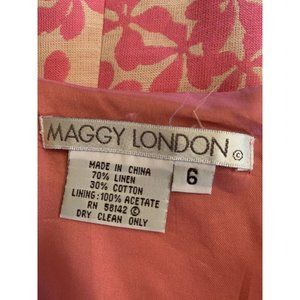 MAGGY LONDON ©
6
MADE IN CHINA
70% LINEN
30% COTTON
LINING: 100% ACETATE
RN 58142 ©
DRY CLEAN ONLY